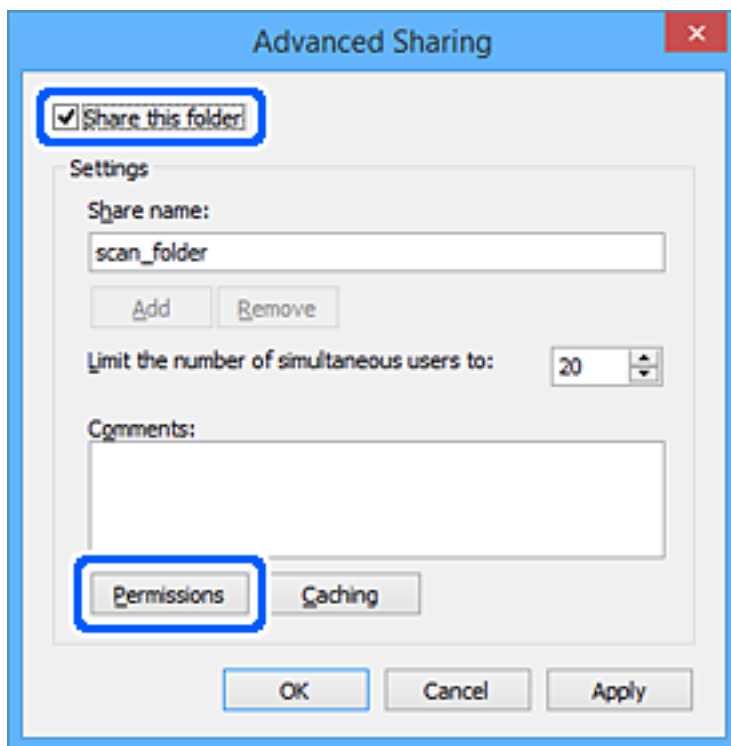 Advanced Sharing
Share this folder
Settings
Share name:
scan_folder
Add Remove
Limit the number of simultaneous users to: 20
Comments:
Permissions Caching
OK Cancel Apply